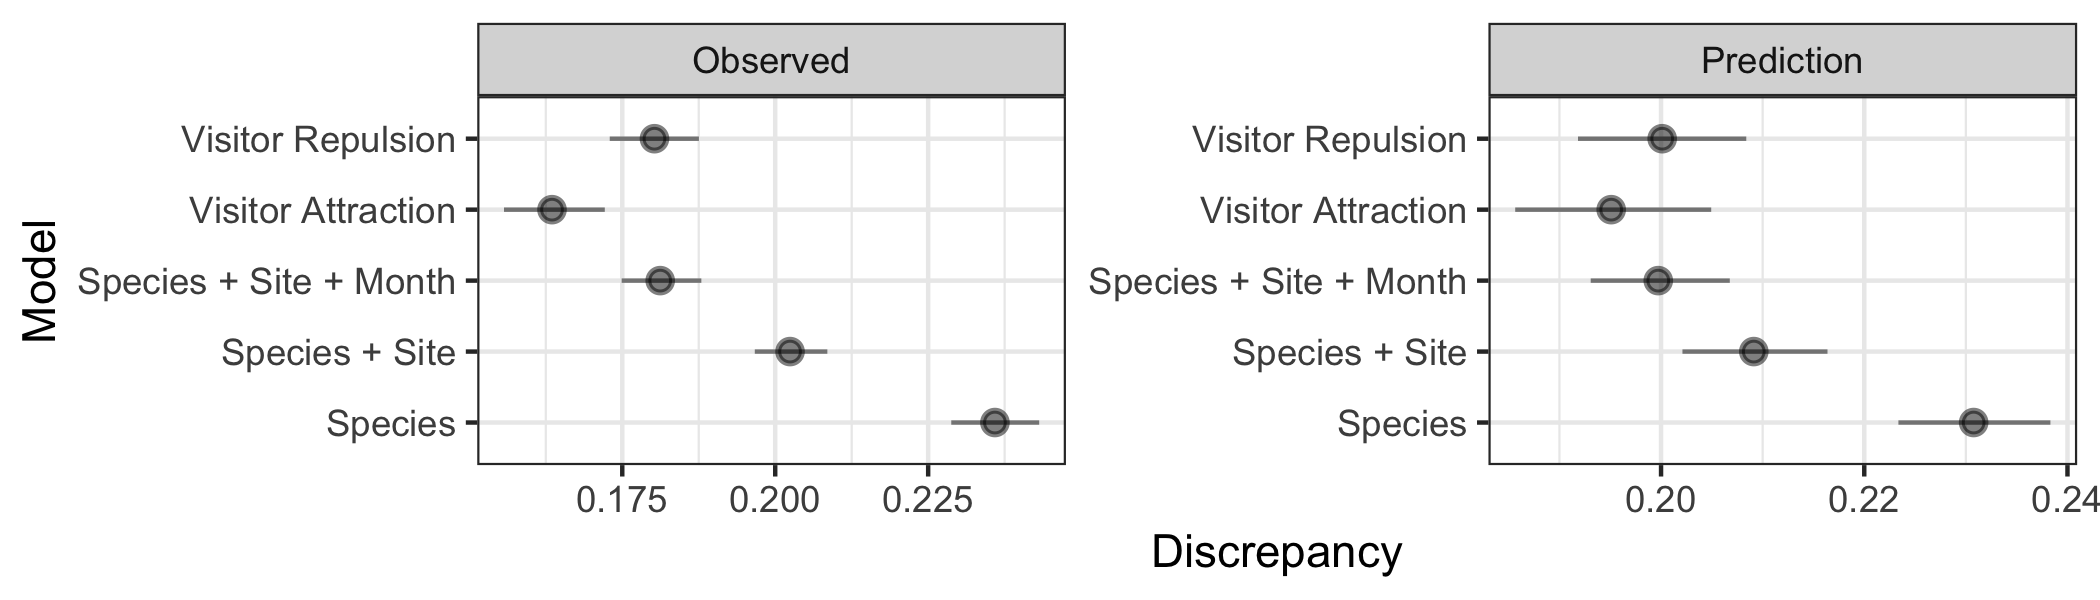 Observed
Prediction
Model
Visitor Repulsion
Visitor Attraction
Species + Site + Month
Species + Site
Species
Visitor Repulsion
Visitor Attraction
Species + Site + Month
Species + Site
Species
0.175 0.200 0.225
0.20 0.22 0.24
Discrepancy